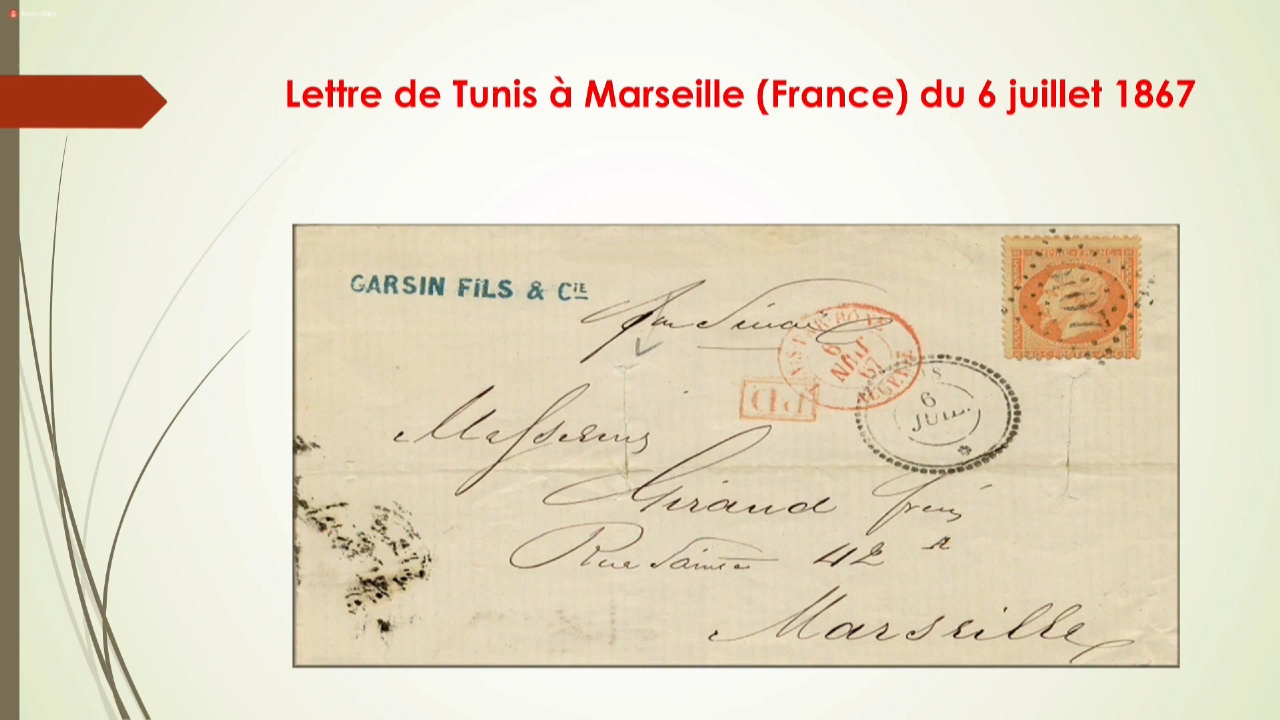 Lettre de Tunis à Marseille (France) du 6 juillet 1867
GARSIN FILS & CIE
PD
6
JUIL.
Messieurs
Giraud frères
Rue Sainte 42 A
Marseille